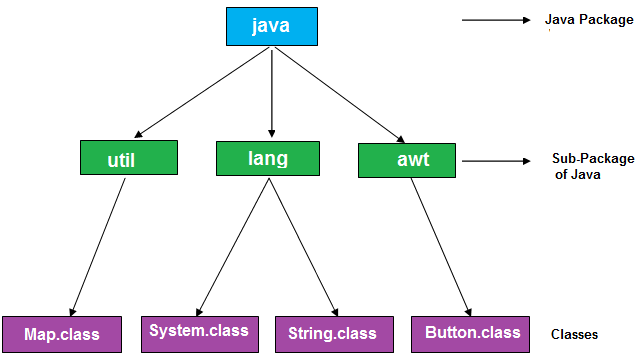 java
Java Package
util
lang
awt
Sub-Package
of Java
Map.class
System.class
String.class
Button.class
Classes